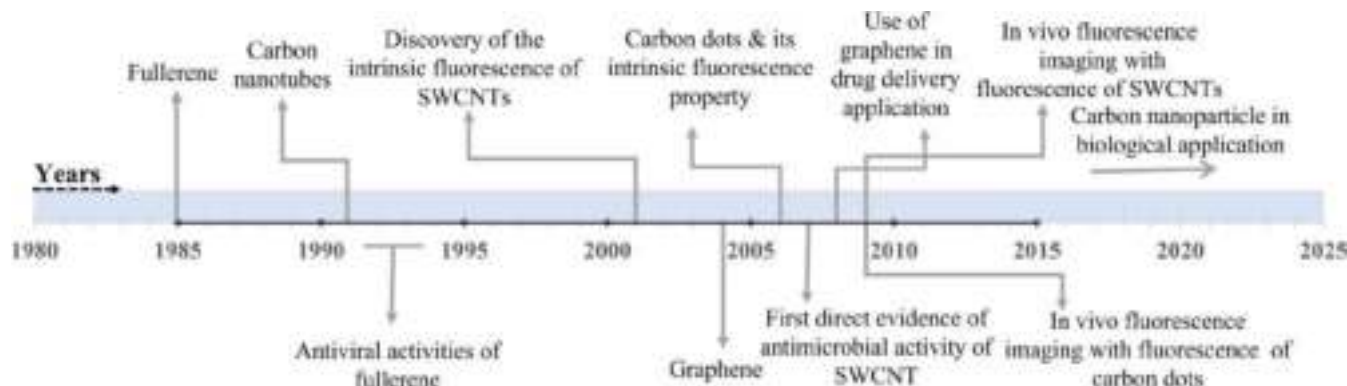 Fullerene
Carbon
nanotubes
Discovery of the
intrinsic fluorescence of
SWCNTs
Carbon dots & its
intrinsic fluorescence
property
Use of
graphene in
drug delivery
application
In vivo fluorescence
imaging with
fluorescence of SWCNTs
Carbon nanoparticle in
biological application
Years
1980
1985
1990
1995
2000
2005
2010
2015
2020
2025
Antiviral activities of
fullerene
Graphene
First direct evidence of
antimicrobial activity of
SWCNT
In vivo fluorescence
imaging with fluorescence of
carbon dots